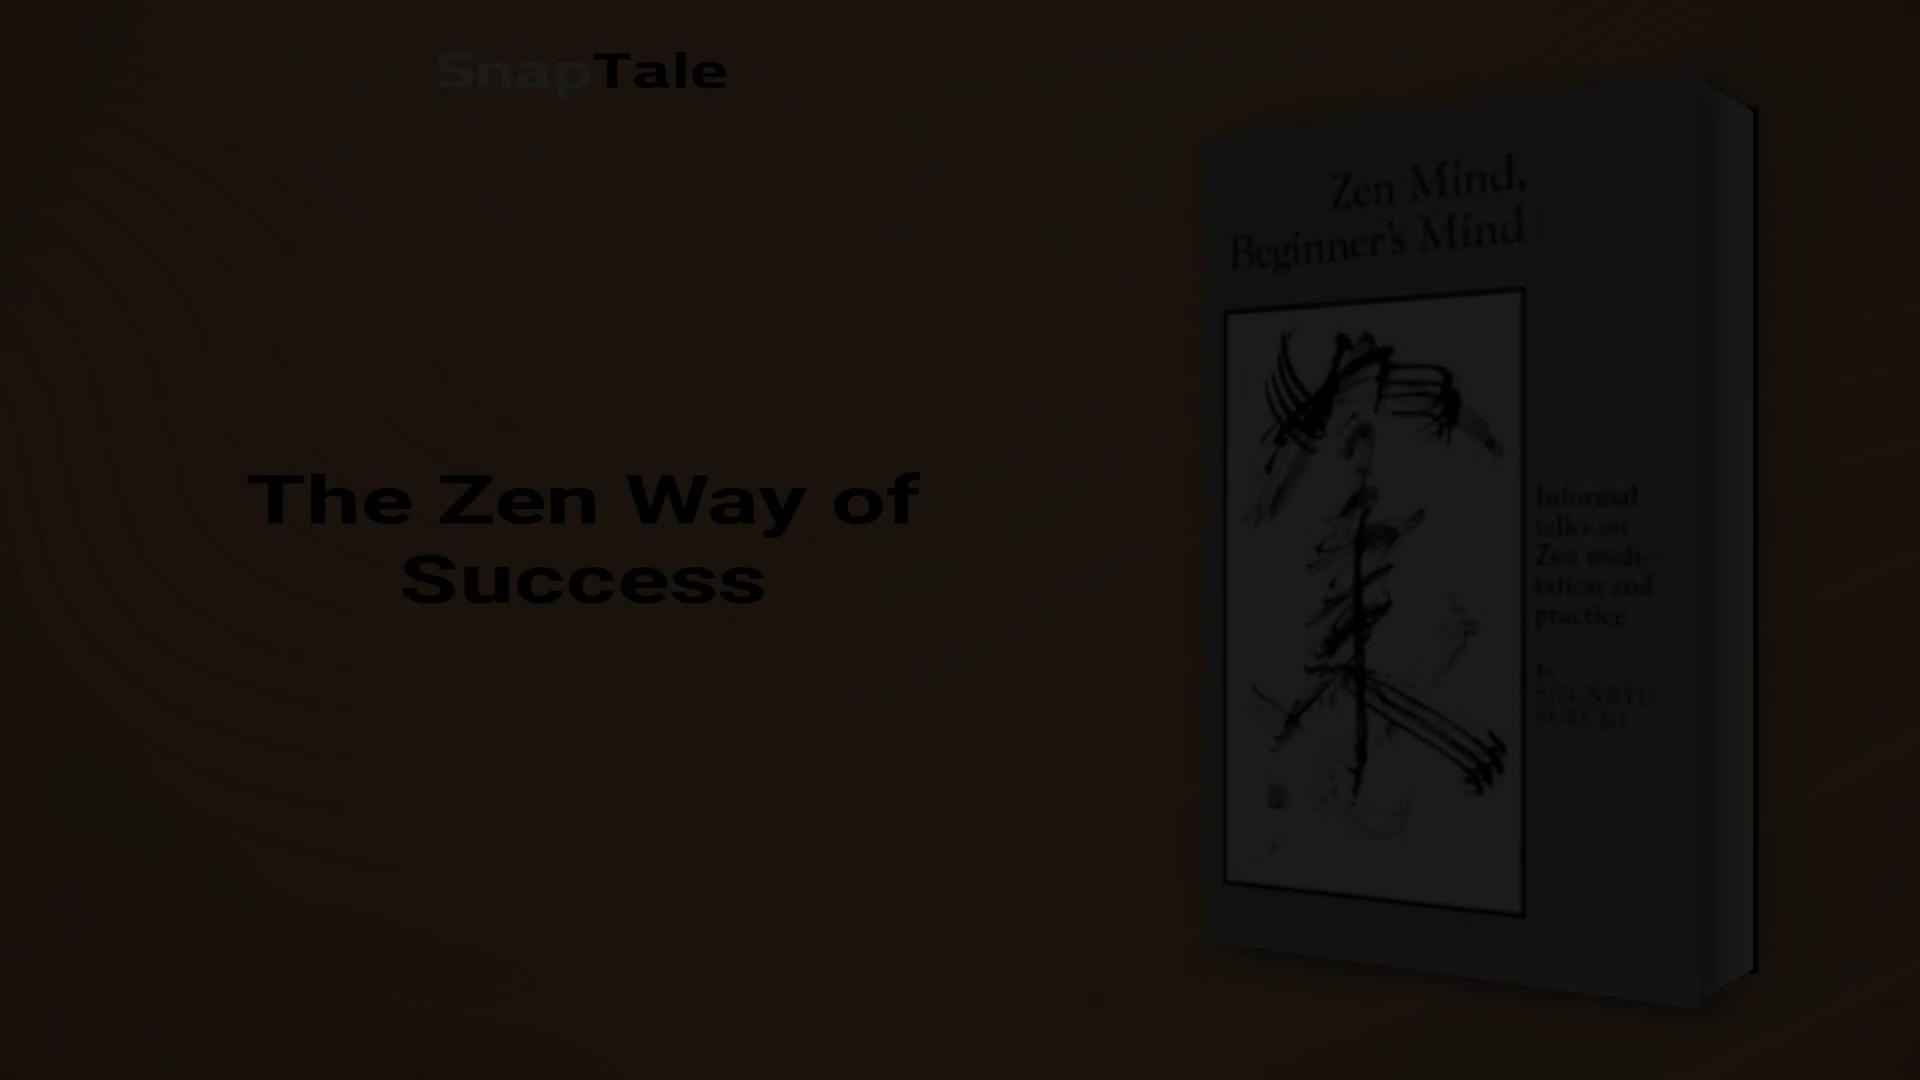 SnapTale
The Zen Way of
Success
Zen Mind,
Beginner's Mind
Informal
talks on
Zen medi-
tation and
practice
by
SHUNRYU
SUZUKI